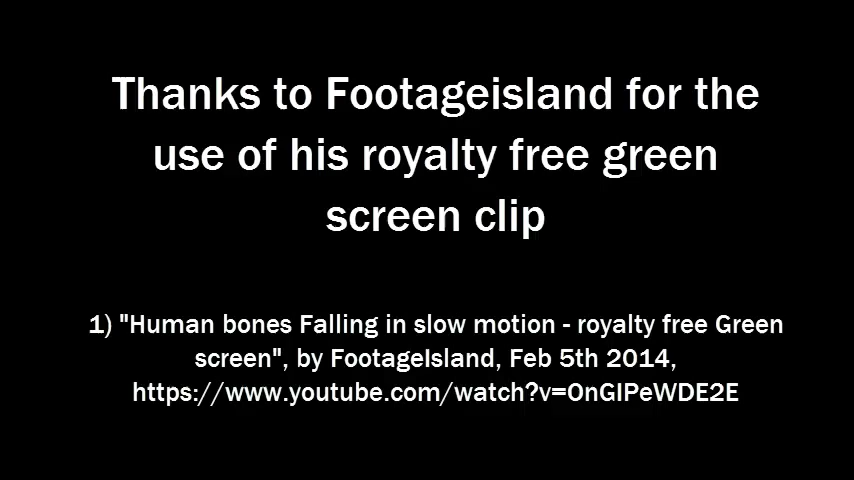 Thanks to Footageisland for the
use of his royalty free green
screen clip
1) "Human bones Falling in slow motion - royalty free Green
screen", by FootageIsland, Feb 5th 2014,
https://www.youtube.com/watch?v=OnGIPeWDE2E